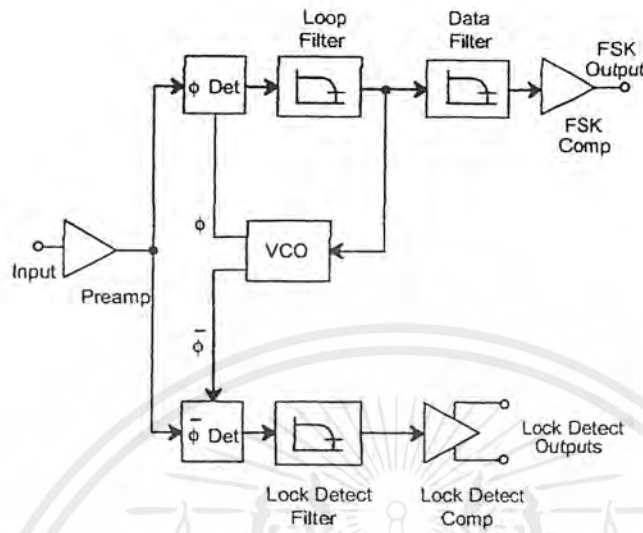 Loop
Filter
Data
Filter
FSK
Output
ϕ Det
FSK
Comp
ϕ
VCO
Input
Preamp
ϕ̅
ϕ̅ Det
Lock Detect
Outputs
Lock Detect
Filter
Lock Detect
Comp